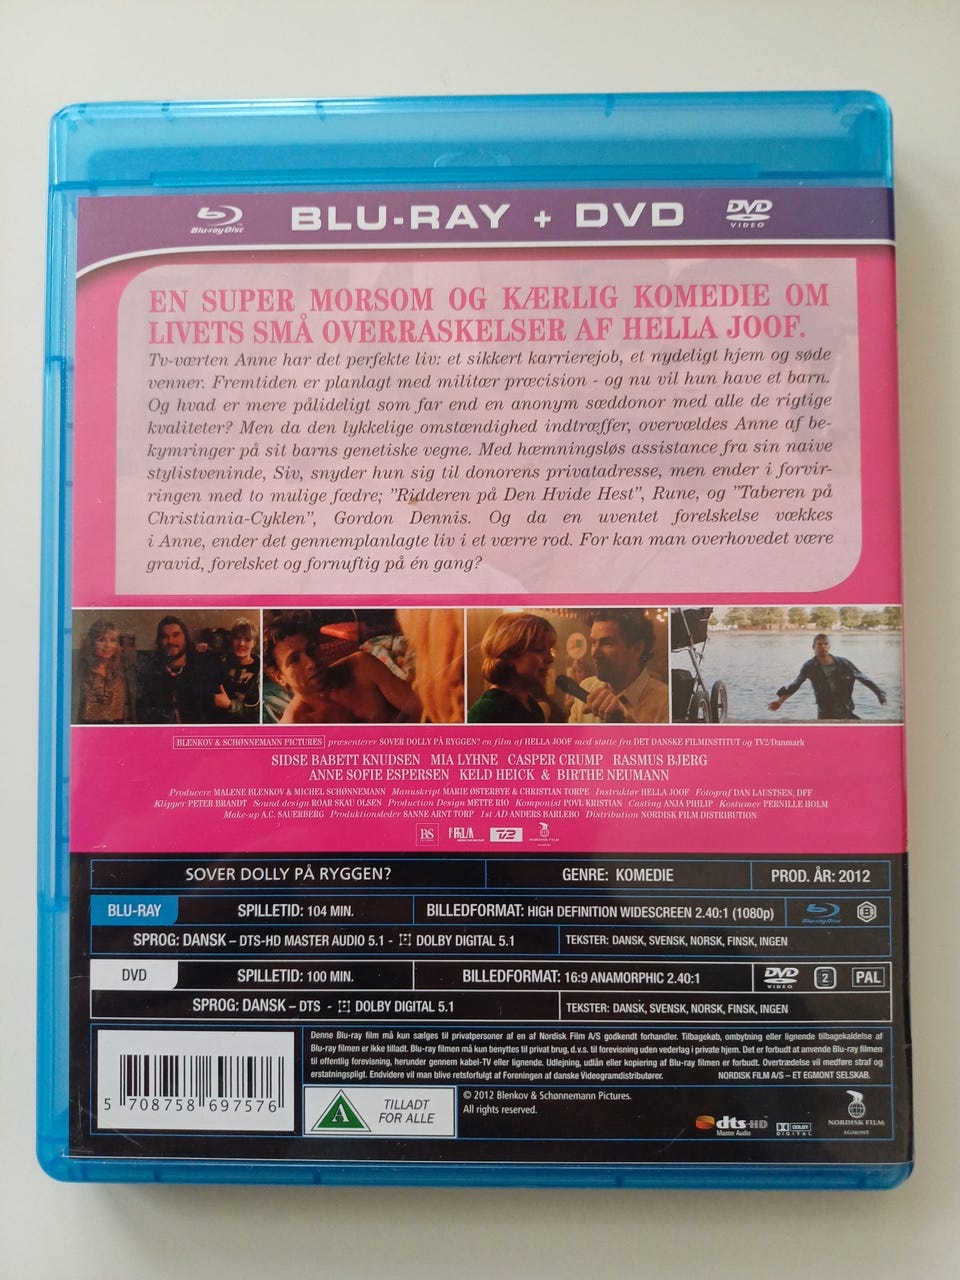 Blu-ray Disc BLU-RAY + DVD DVD VIDEO
EN SUPER MORSOM OG KÆRLIG KOMEDIE OM
LIVETS SMÅ OVERRASKELSER AF HELLA JOOF.
Tv-værten Anne har det perfekte liv: et sikkert karrierejob, et nydeligt hjem og søde
venner. Fremtiden er planlagt med militær præcision - og nu vil hun have et barn.
Og hvad er mere pålideligt som far end en anonym sæddonor med alle de rigtige
kvaliteter? Men da den lykkelige omstændighed indtræffer, overvældes Anne af be-
kymringer på sit barns genetiske vegne. Med hæmningsløs assistance fra sin naive
stylistveninde, Siv, snyder hun sig til donorens privatadresse, men ender i forvir-
ringen med to mulige fædre; "Ridderen på Den Hvide Hest", Rune, og "Taberen på
Christiania-Cyklen", Gordon Dennis. Og da en uventet forelskelse vækkes
i Anne, ender det gennemplanlagte liv i et værre rod. For kan man overhovedet være
gravid, forelsket og fornuftig på én gang?
BLENKOV & SCHØNNEMANN PICTURES præsenterer SOVER DOLLY PÅ RYGGEN? en film af HELLA JOOF med støtte fra DET DANSKE FILMINSTITUT og TV2/Danmark
SIDSE BABETT KNUDSEN MIA LYHNE CASPER CRUMP RASMUS BJERG
ANNE SOFIE ESPERSEN KELD HEICK & BIRTHE NEUMANN
Producere MALENE BLENKOV & MICHEL SCHØNNEMANN Manuskript MARIE ØSTERBYE & CHRISTIAN TORPE Instruktør HELLA JOOF Fotograf DAN LAUSTSEN, DFF
Klipper PETER BRANDT Sound design ROAR SKAU OLSEN Production Design METTE RIO Komponist POVL KRISTIAN Casting ANJA PHILIP Kostumer PERNILLE HOLM
Make-up A.C. SAUERBERG Produktionsleder SANNE ARNT TORP 1st AD ANDERS BARLEBO Distribution NORDISK FILM DISTRIBUTION
BS TV2 NORDISK FILM
SOVER DOLLY PÅ RYGGEN? GENRE: KOMEDIE PROD. ÅR: 2012
BLU-RAY SPILLETID: 104 MIN. BILLEDFORMAT: HIGH DEFINITION WIDESCREEN 2.40:1 (1080p) Blu-ray Disc B
SPROG: DANSK – DTS-HD MASTER AUDIO 5.1 - DOLBY DIGITAL 5.1 TEKSTER: DANSK, SVENSK, NORSK, FINSK, INGEN
DVD SPILLETID: 100 MIN. BILLEDFORMAT: 16:9 ANAMORPHIC 2.40:1 DVD VIDEO 2 PAL
SPROG: DANSK – DTS - DOLBY DIGITAL 5.1 TEKSTER: DANSK, SVENSK, NORSK, FINSK, INGEN
Denne Blu-ray film må kun sælges til privatpersoner af en af Nordisk Film A/S godkendt forhandler. Tilbagekøb, ombytning eller lignende tilbagekaldelse af
Blu-ray filmen er ikke tilladt. Blu-ray filmen må kun benyttes til privat brug, d.v.s. til forevisning uden vederlag i private hjem. Det er forbudt at anvende Blu-ray filmen
til offentlig forevisning, herunder gennem kabel-TV eller lignende. Udlejning, udlån eller kopiering af Blu-ray filmen er forbudt. Overtrædelse vil medføre straf og
erstatningspligt. Endvidere vil man blive retsforfulgt af Foreningen af danske Videogramdistributører. NORDISK FILM A/S – ET EGMONT SELSKAB.
5 708758 697576
A TILLADT
FOR ALLE
© 2012 Blenkov & Schønnemann Pictures.
All rights reserved.
dts-HD Master Audio
DOLBY DIGITAL
NORDISK FILM
EGMONT